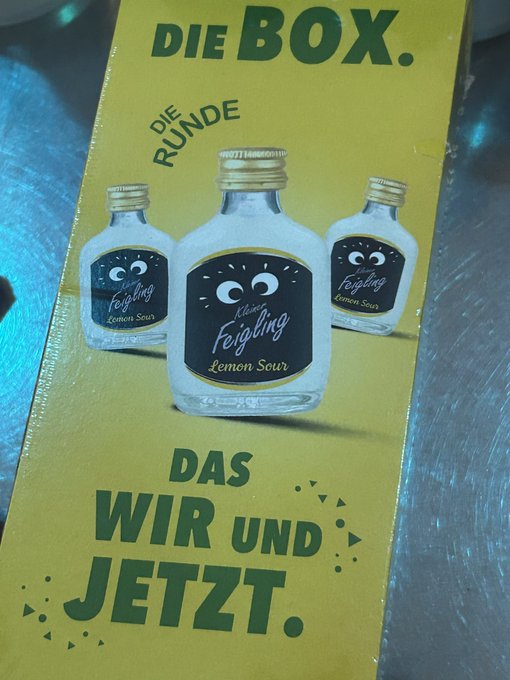 DIE BOX.
DIE
RUNDE
Kleiner
Feigling
Lemon Sour
Kleiner
Feigling
Lemon Sour
Kleiner
Feigling
Lemon Sour
DAS
WIR UND
JETZT.